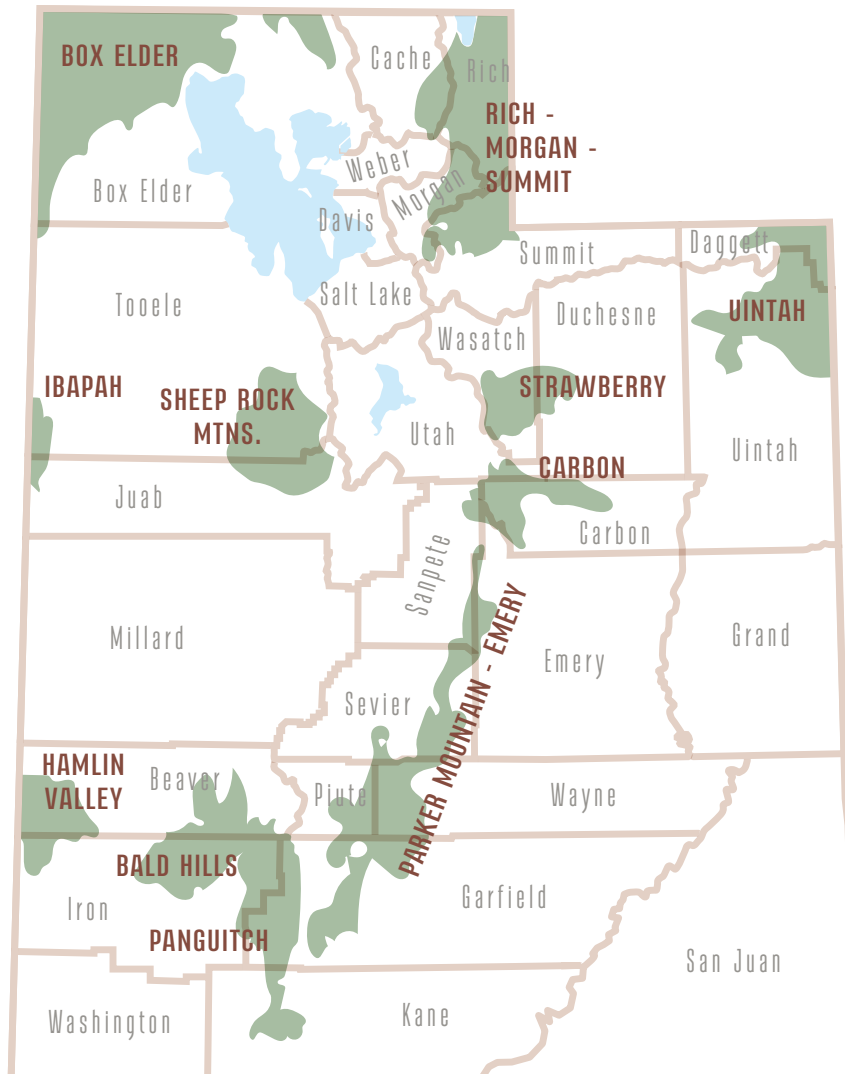 BOX ELDER
Cache
Rich
RICH -
MORGAN -
SUMMIT
Weber
Box Elder
Morgan
Davis
Summit
Daggett
Salt Lake
Tooele
Duchesne
UINTAH
Wasatch
IBAPAH
SHEEP ROCK
MTNS.
STRAWBERRY
Utah
Uintah
CARBON
Juab
Carbon
Sanpete
Millard
PARKER MOUNTAIN - EMERY
Emery
Grand
Sevier
HAMLIN
VALLEY
Beaver
Piute
Wayne
BALD HILLS
Iron
Garfield
PANGUITCH
San Juan
Washington
Kane